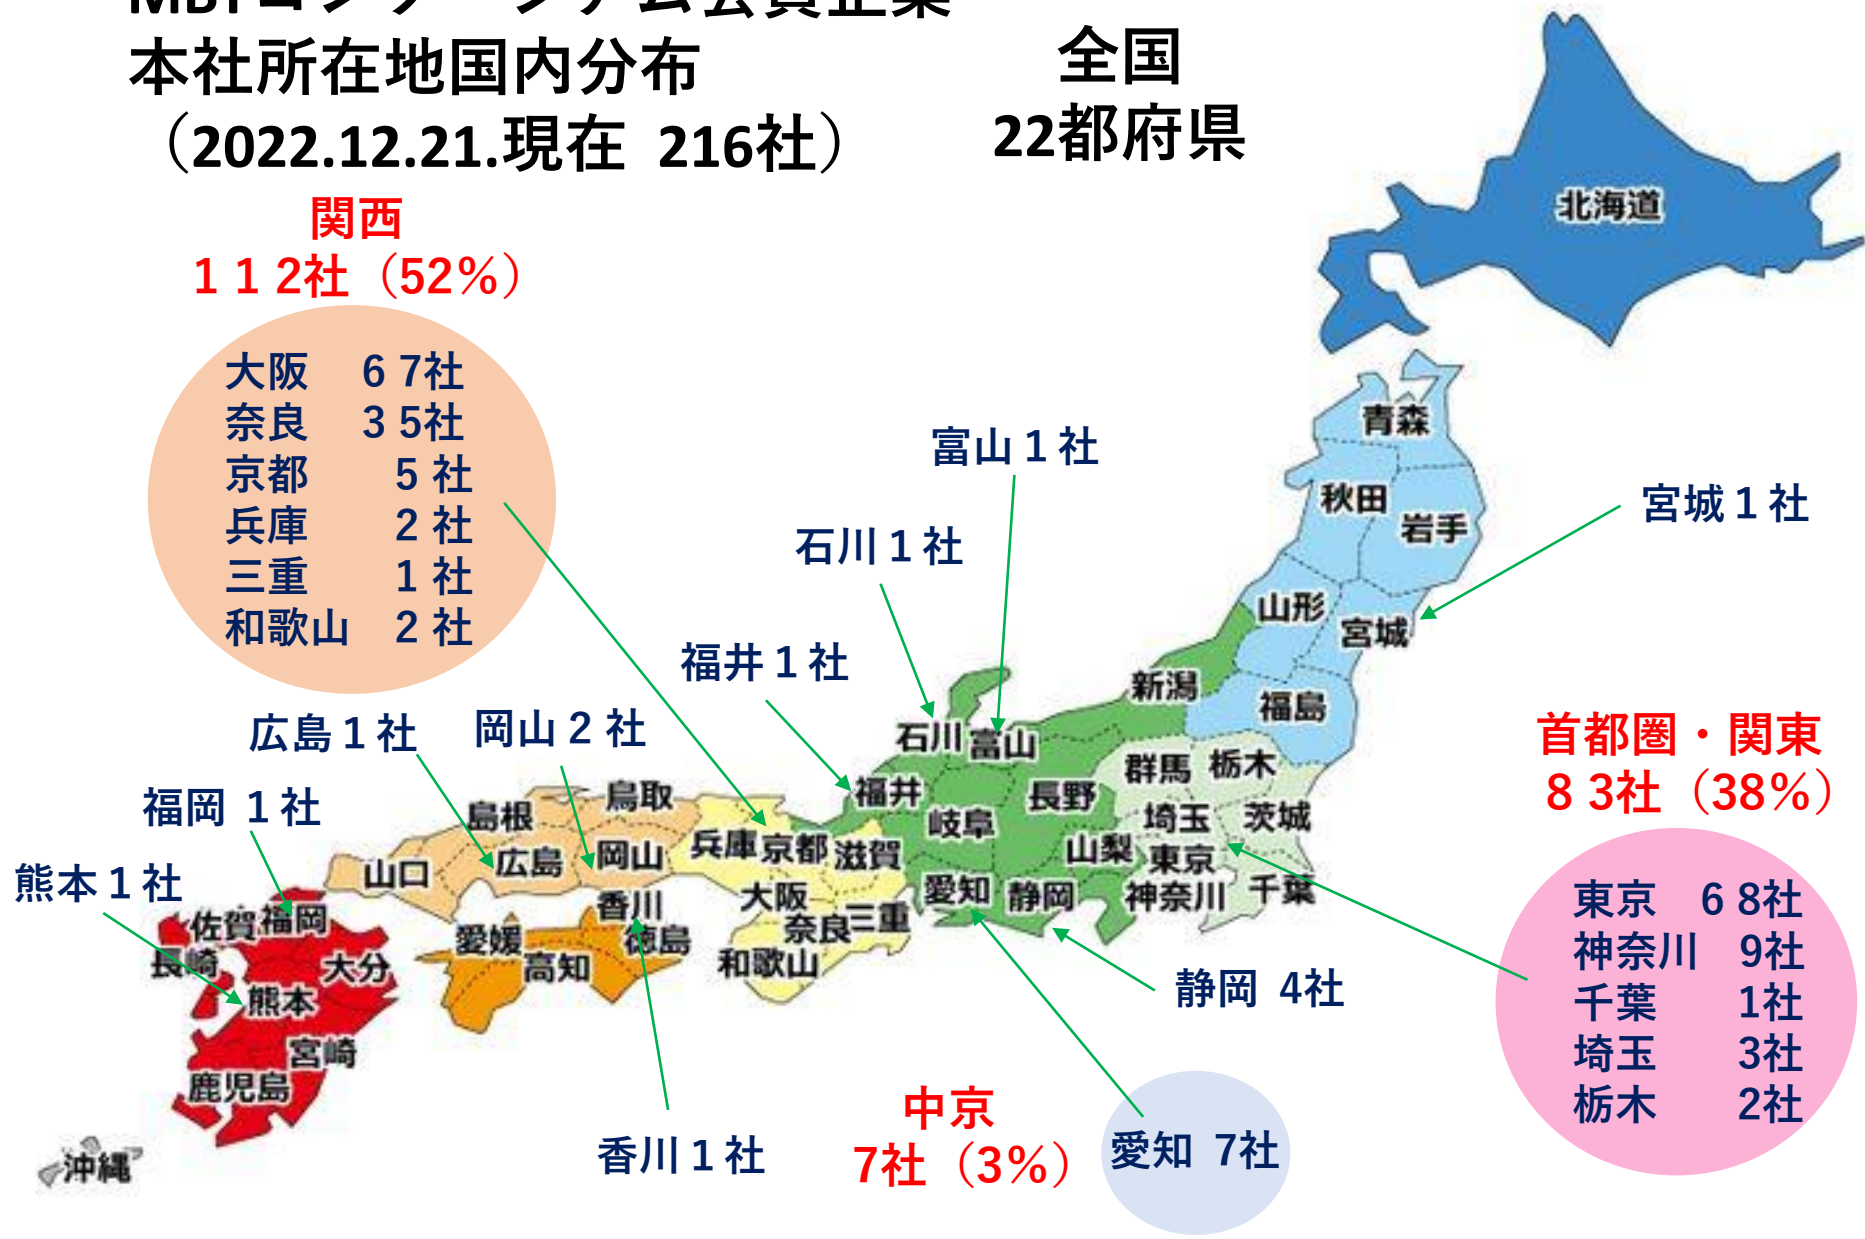 本社所在地国内分布
（2022.12.21.現在 216社）
全国
22都府県
関西
１１２社（52%）
大阪 ６７社
奈良 ３５社
京都 ５社
兵庫 ２社
三重 １社
和歌山 ２社
富山１社
石川１社
福井１社
岡山２社
広島１社
福岡 １社
熊本１社
宮城１社
首都圏・関東
８３社（38%）
東京 ６８社
神奈川 9社
千葉 1社
埼玉 3社
栃木 2社
静岡 4社
中京
7社（3%）
愛知 7社
香川１社
北海道
青森
秋田
岩手
山形
宮城
福島
新潟
石川
富山
福井
岐阜
長野
山梨
愛知
静岡
群馬
栃木
埼玉
茨城
東京
神奈川
千葉
兵庫
京都
滋賀
大阪
奈良
三重
和歌山
鳥取
島根
岡山
広島
山口
香川
徳島
愛媛
高知
福岡
佐賀
長崎
大分
熊本
宮崎
鹿児島
沖縄